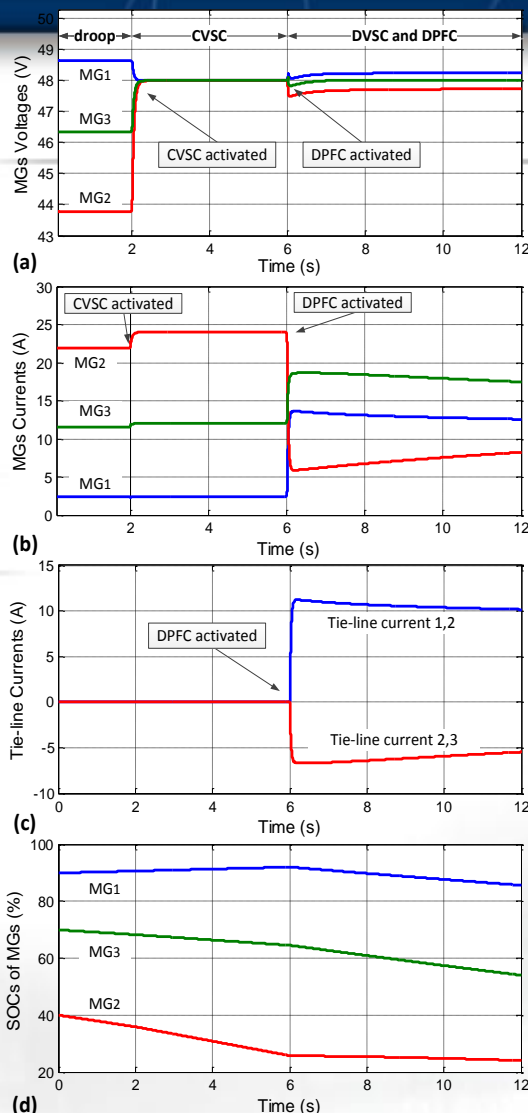 50
droop
CVSC
DVSC and DPFC
49
48
47
46
45
44
43
MGs Voltages (V)
MG1
MG3
MG2
CVSC activated
DPFC activated
0
2
4
6
8
10
12
Time (s)
(a)
30
25
20
15
10
5
0
MGs Currents (A)
CVSC activated
DPFC activated
MG2
MG3
MG1
0
2
4
6
8
10
12
Time (s)
(b)
15
10
5
0
-5
-10
Tie-line Currents (A)
DPFC activated
Tie-line current 1,2
Tie-line current 2,3
0
2
4
6
8
10
12
Time (s)
(c)
100
80
60
40
20
SOCs of MGs (%)
MG1
MG3
MG2
0
2
4
6
8
10
12
Time (s)
(d)